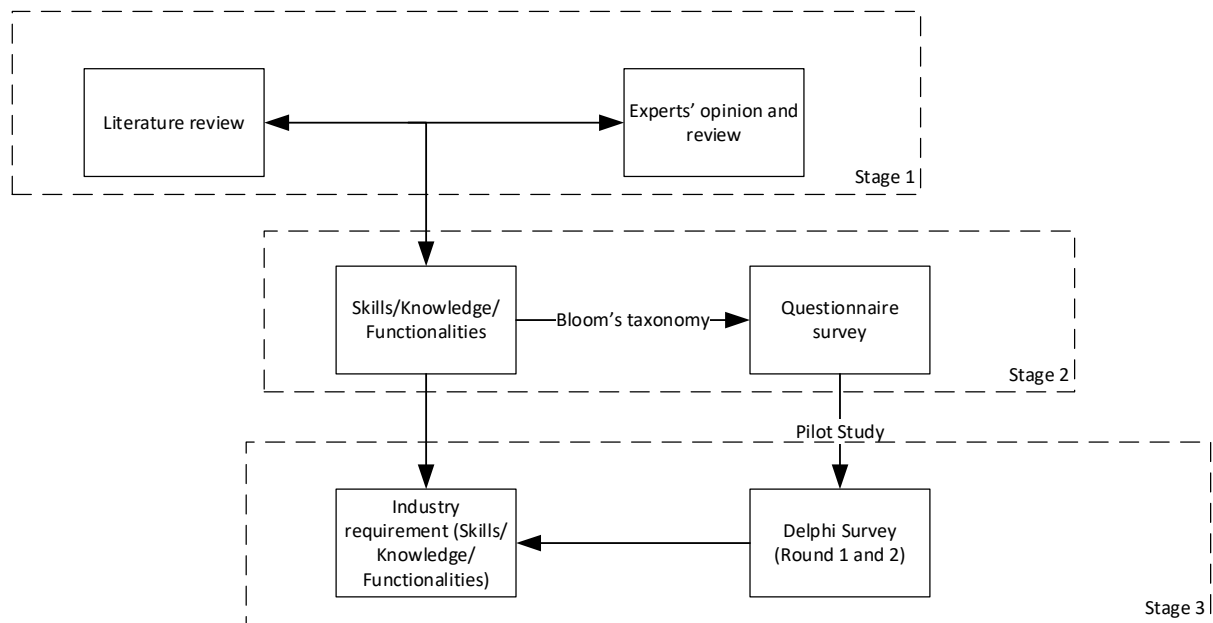 Literature review
Experts’ opinion and
review
Stage 1
Skills/Knowledge/
Functionalities
Bloom’s taxonomy
Questionnaire
survey
Stage 2
Pilot Study
Industry
requirement (Skills/
Knowledge/
Functionalities)
Delphi Survey
(Round 1 and 2)
Stage 3